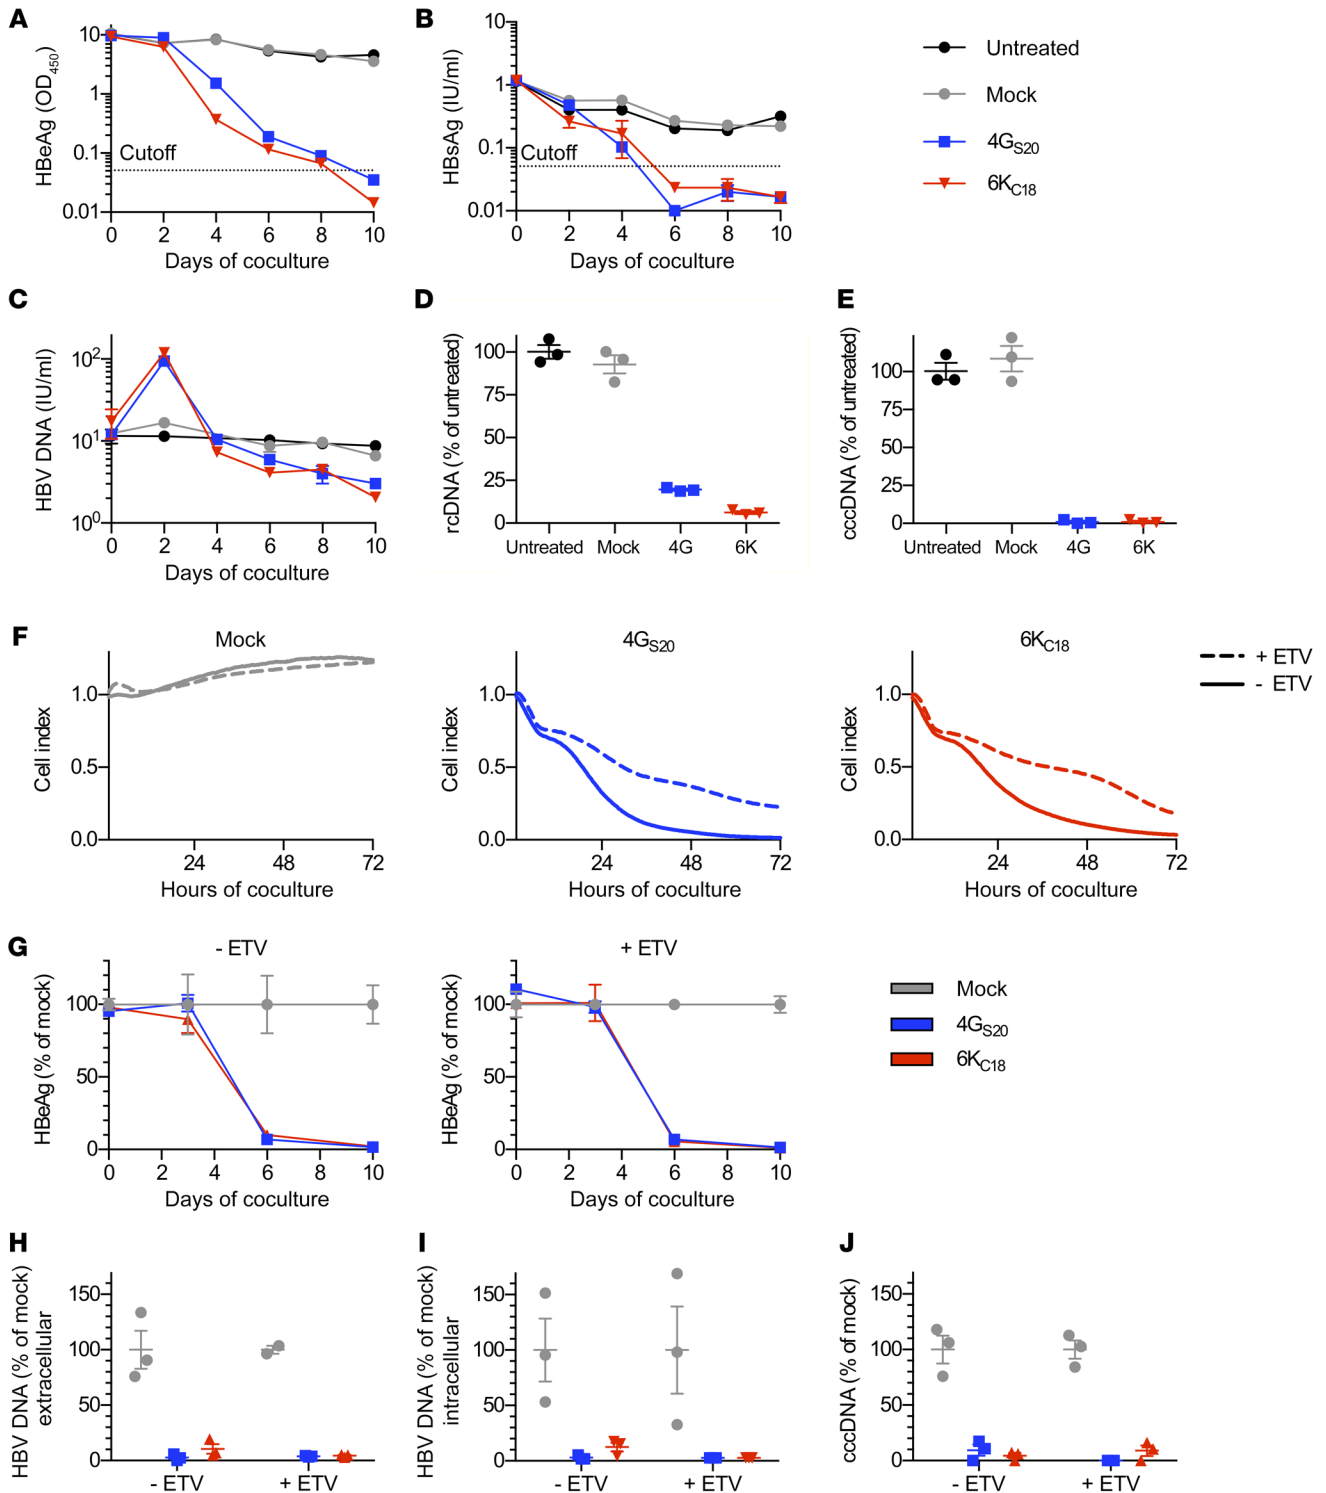 A
HBeAg (OD450)
10
1
0.1
0.01
Cutoff
0 2 4 6 8 10
Days of coculture
B
HBsAg (IU/ml)
10
1
0.1
0.01
Cutoff
0 2 4 6 8 10
Days of coculture
Untreated
Mock
4GS20
6KC18
C
HBV DNA (IU/ml)
10²
10¹
10⁰
0 2 4 6 8 10
Days of coculture
D
rcDNA (% of untreated)
100
75
50
25
0
Untreated Mock 4G 6K
E
cccDNA (% of untreated)
100
75
50
25
0
Untreated Mock 4G 6K
F
Mock
Cell index
1.0
0.5
0.0
24 48 72
Hours of coculture
4GS20
Cell index
1.0
0.5
0.0
24 48 72
Hours of coculture
6KC18
Cell index
1.0
0.5
0.0
24 48 72
Hours of coculture
+ ETV
- ETV
G
- ETV
HBeAg (% of mock)
100
50
0
0 2 4 6 8 10
Days of coculture
+ ETV
HBeAg (% of mock)
100
50
0
0 2 4 6 8 10
Days of coculture
Mock
4GS20
6KC18
H
HBV DNA (% of mock)
extracellular
150
100
50
0
- ETV + ETV
I
HBV DNA (% of mock)
intracellular
150
100
50
0
- ETV + ETV
J
cccDNA (% of mock)
150
100
50
0
- ETV + ETV